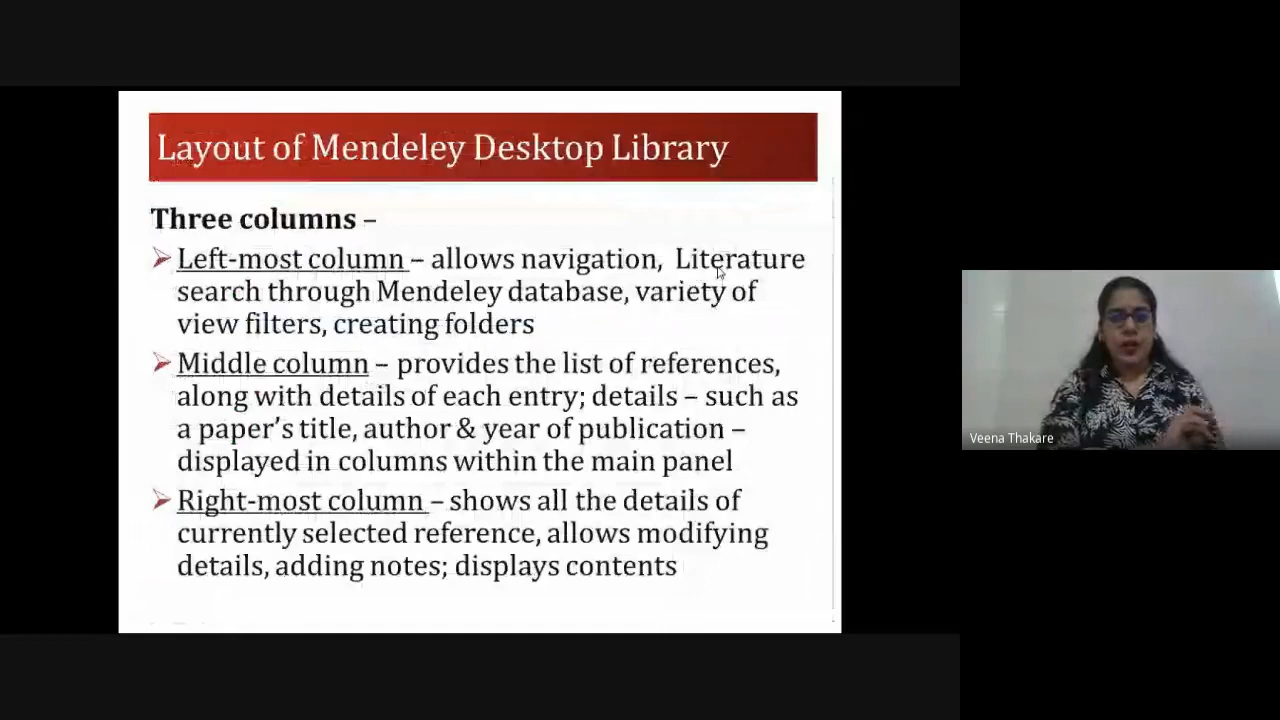 Layout of Mendeley Desktop Library
Three columns –
➢ Left-most column – allows navigation, Literature
search through Mendeley database, variety of
view filters, creating folders
➢ Middle column – provides the list of references,
along with details of each entry; details – such as
a paper's title, author & year of publication –
displayed in columns within the main panel
➢ Right-most column – shows all the details of
currently selected reference, allows modifying
details, adding notes; displays contents
Veena Thakare